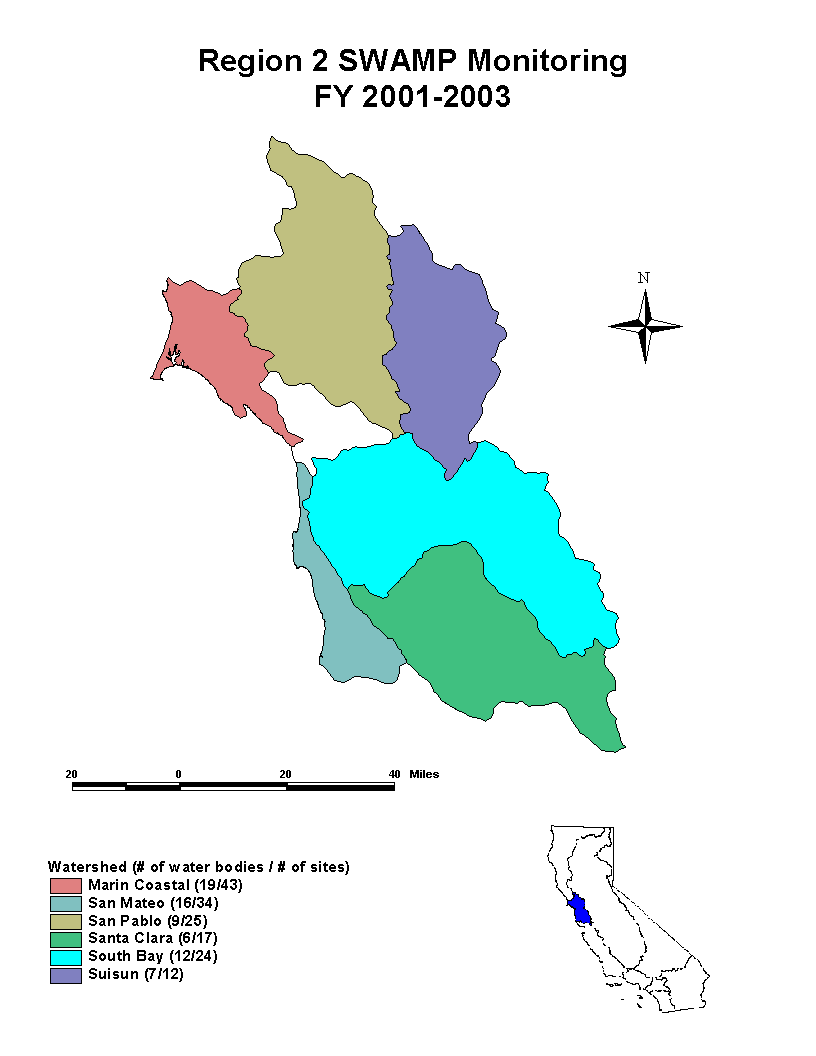 Region 2 SWAMP Monitoring
FY 2001-2003
N
20 0 20 40 Miles
Watershed (# of water bodies / # of sites)
Marin Coastal (19/43)
San Mateo (16/34)
San Pablo (9/25)
Santa Clara (6/17)
South Bay (12/24)
Suisun (7/12)